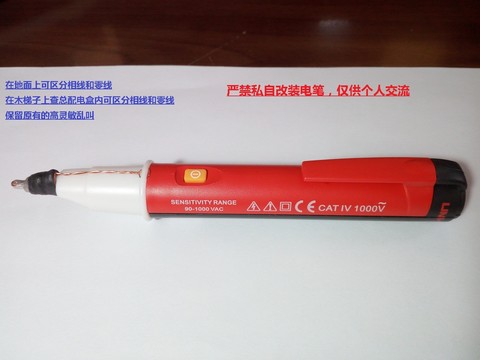 在地面上可区分相线和零线
在木梯子上查总配电盒内可区分相线和零线
保留原有的高灵敏乱叫
严禁私自改装电笔，仅供个人交流
SENSITIVITY RANGE
90-1000 VAC
CE CAT IV 1000V